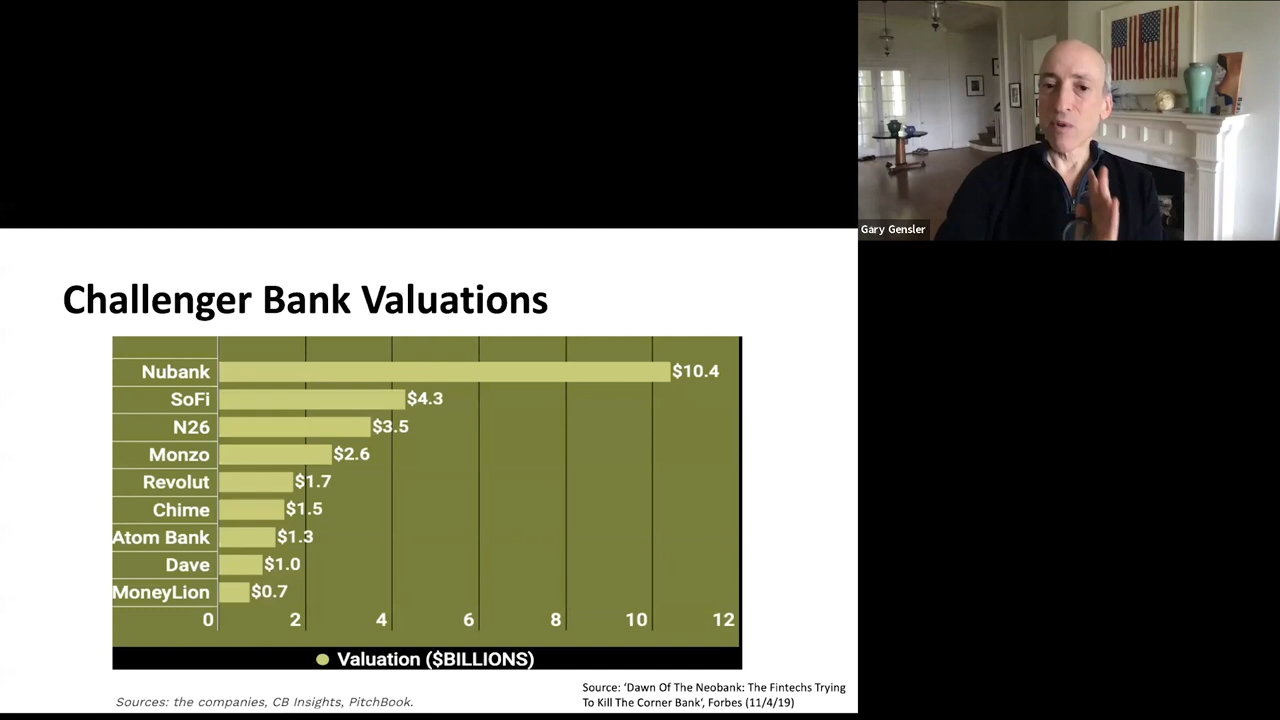 Gary Gensler
Challenger Bank Valuations
Nubank $10.4
SoFi $4.3
N26 $3.5
Monzo $2.6
Revolut $1.7
Chime $1.5
Atom Bank $1.3
Dave $1.0
MoneyLion $0.7
0 2 4 6 8 10 12
Valuation ($BILLIONS)
Sources: the companies, CB Insights, PitchBook.
Source: ‘Dawn Of The Neobank: The Fintechs Trying
To Kill The Corner Bank‘, Forbes (11/4/19)